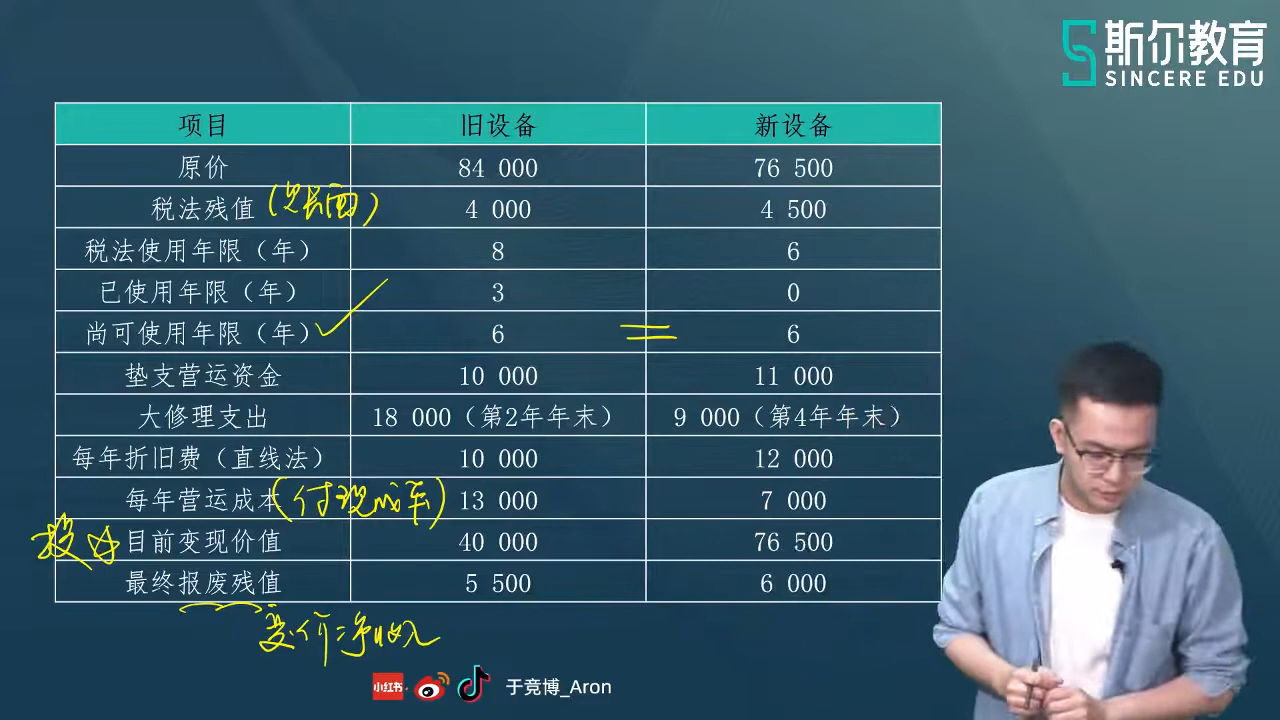 斯尔教育
SINCERE EDU
项目 旧设备 新设备
原价 84 000 76 500
税法残值 4 000 4 500
税法使用年限（年） 8 6
已使用年限（年） 3 0
尚可使用年限（年） 6 = 6
垫支营运资金 10 000 11 000
大修理支出 18 000（第2年年末） 9 000（第4年年末）
每年折旧费（直线法） 10 000 12 000
每年营运成本（付现成本） 13 000 7 000
目前变现价值 40 000 76 500
最终报废残值 5 500 6 000
变价净收入
小红书
于竞博_Aron